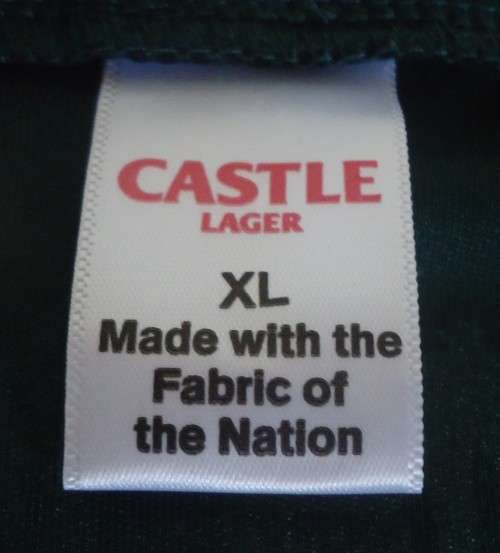 CASTLE
LAGER
XL
Made with the
Fabric of
the Nation